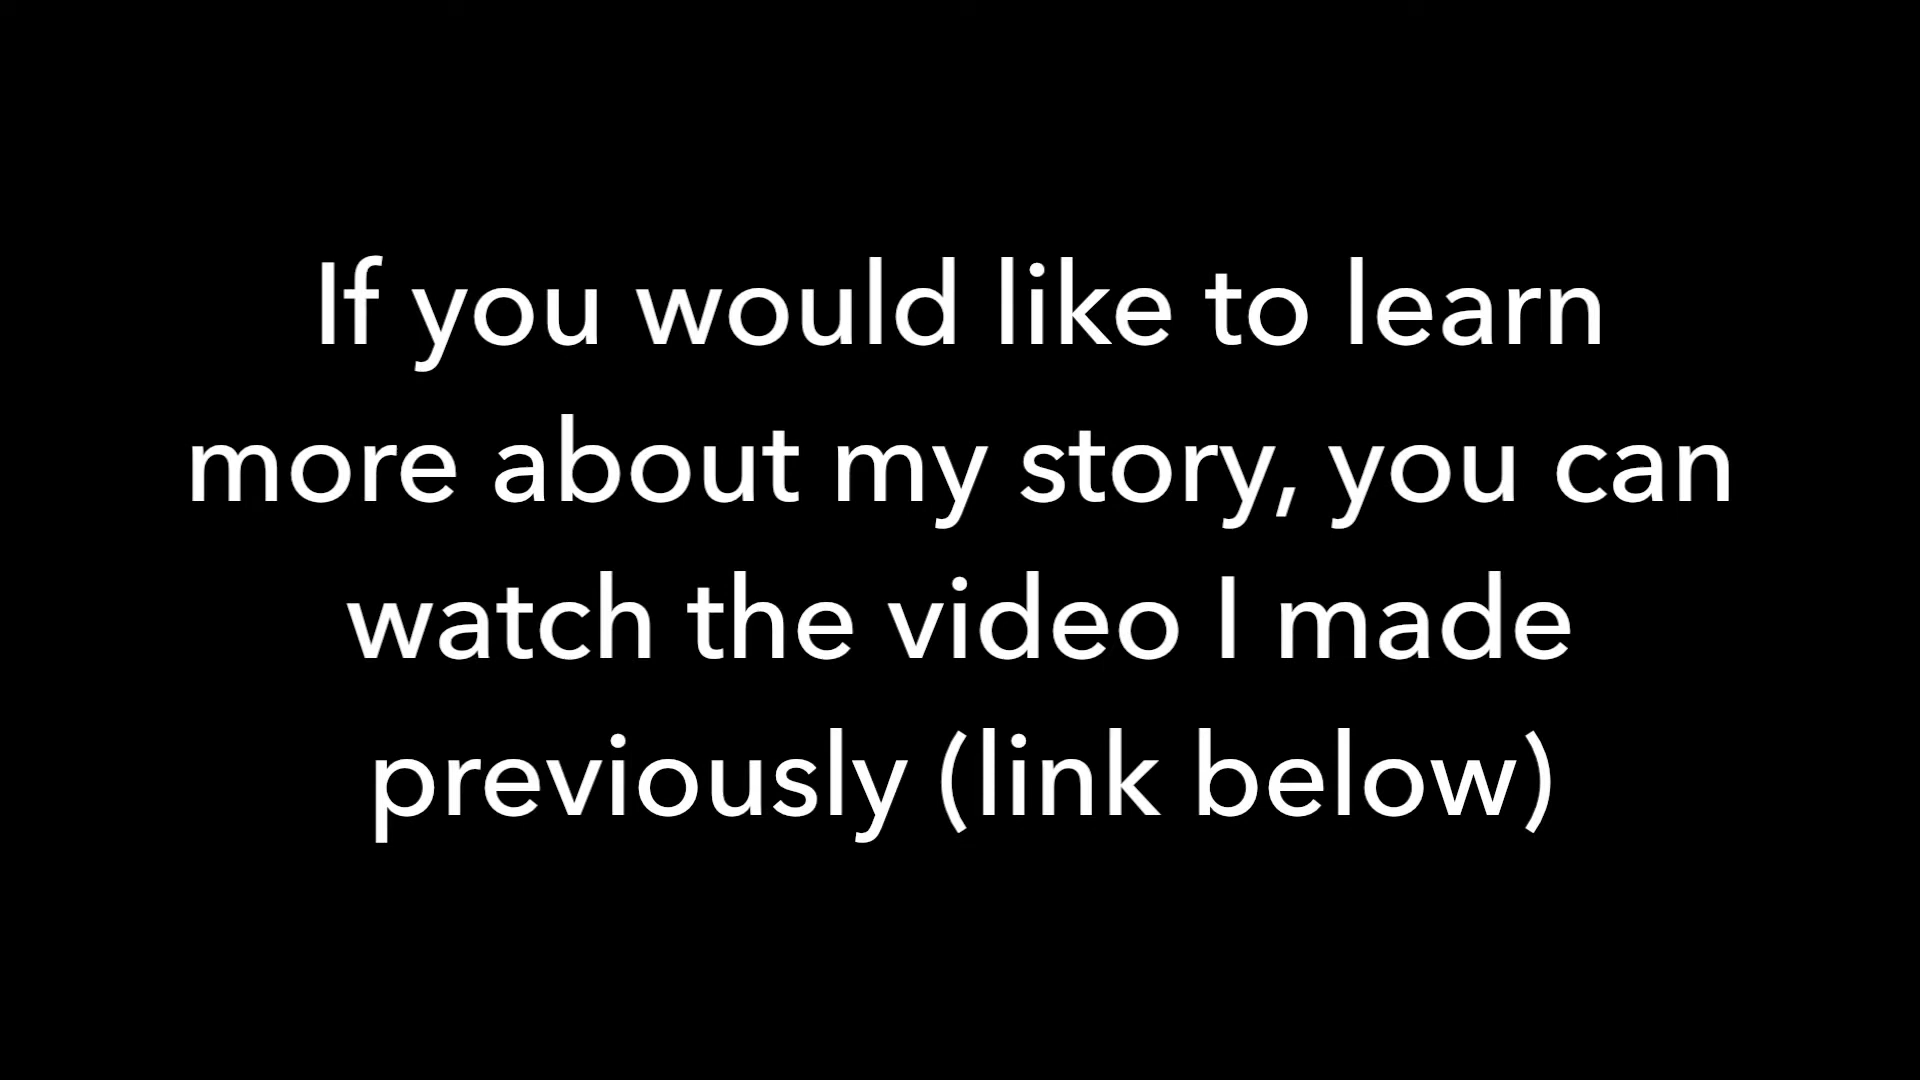 If you would like to learn
more about my story, you can
watch the video I made
previously (link below)